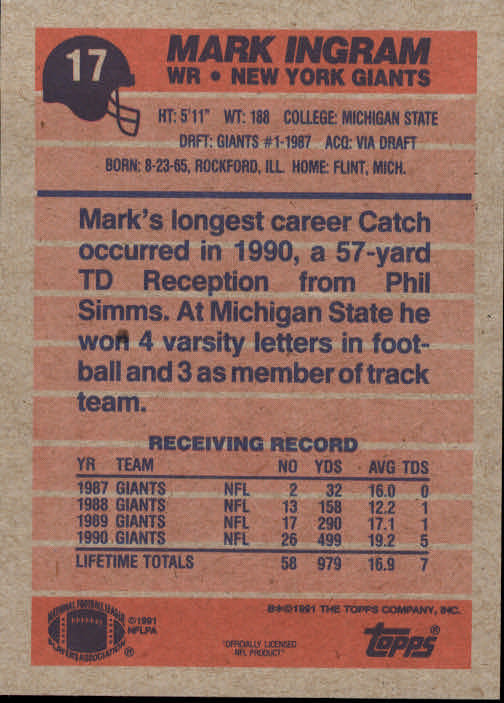 17
MARK INGRAM
WR • NEW YORK GIANTS
HT: 5'11" WT: 188 COLLEGE: MICHIGAN STATE
DRFT: GIANTS #1-1987 ACQ: VIA DRAFT
BORN: 8-23-65, ROCKFORD, ILL. HOME: FLINT, MICH.
Mark's longest career Catch
occurred in 1990, a 57-yard
TD Reception from Phil
Simms. At Michigan State he
won 4 varsity letters in foot-
ball and 3 as member of track
team.
RECEIVING RECORD
YR TEAM NO YDS AVG TDS
1987 GIANTS NFL 2 32 16.0 0
1988 GIANTS NFL 13 158 12.2 1
1989 GIANTS NFL 17 290 17.1 1
1990 GIANTS NFL 26 499 19.2 5
LIFETIME TOTALS 58 979 16.9 7
NATIONAL FOOTBALL LEAGUE
PLAYERS ASSOCIATION ®
©1991
NFLPA
"OFFICIALLY LICENSED
NFL PRODUCT"
B*©1991 THE TOPPS COMPANY, INC.
topps®